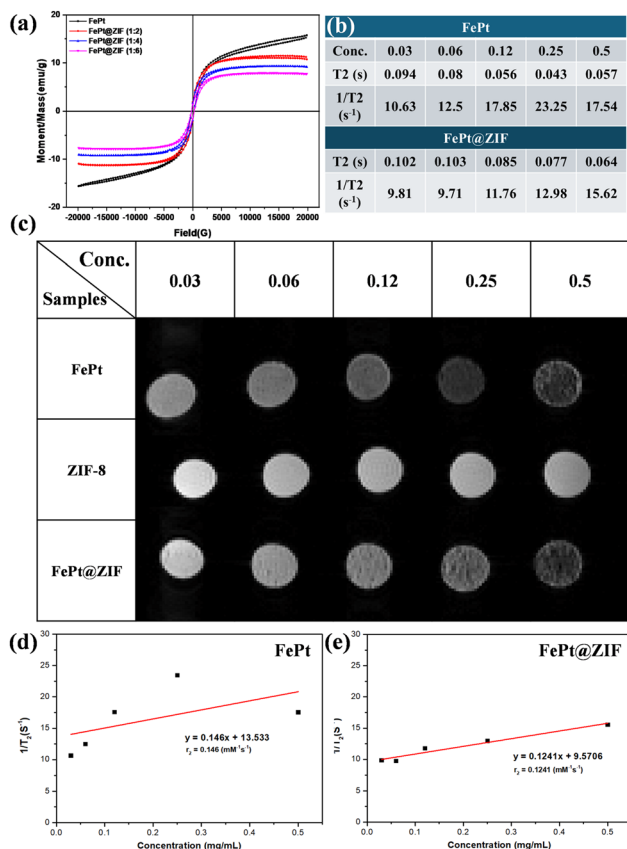 (a)
FePt
FePt@ZIF (1:2)
FePt@ZIF (1:4)
FePt@ZIF (1:6)
Moment/Mass(emu/g)
20
10
0
-10
-20
-20000 -15000 -10000 -5000 0 5000 10000 15000 20000
Field(G)
(b)
FePt
Conc. 0.03 0.06 0.12 0.25 0.5
T2 (s) 0.094 0.08 0.056 0.043 0.057
1/T2 (s⁻¹) 10.63 12.5 17.85 23.25 17.54
FePt@ZIF
T2 (s) 0.102 0.103 0.085 0.077 0.064
1/T2 (s⁻¹) 9.81 9.71 11.76 12.98 15.62
(c)
Conc.
Samples
0.03 0.06 0.12 0.25 0.5
FePt
ZIF-8
FePt@ZIF
(d)
FePt
30
25
20
15
10
5
0
1/T₂(S⁻¹)
y = 0.146x + 13.533
r₂ = 0.146 (mM⁻¹s⁻¹)
0.0 0.1 0.2 0.3 0.4 0.5
Concentration (mg/mL)
(e)
FePt@ZIF
30
25
20
15
10
5
0
1/T₂(S⁻¹)
y = 0.1241x + 9.5706
r₂ = 0.1241 (mM⁻¹s⁻¹)
0.0 0.1 0.2 0.3 0.4 0.5
Concentration (mg/mL)